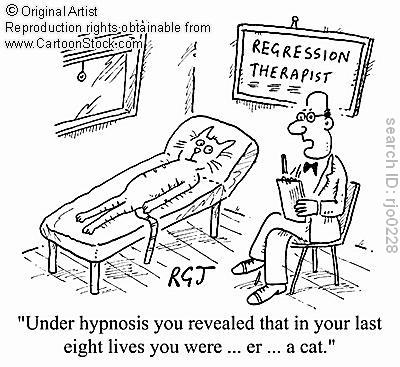 © Original Artist
Reproduction rights obtainable from
www.CartoonStock.com
REGRESSION
THERAPIST
search ID: rjo0228
RGJ
"Under hypnosis you revealed that in your last
eight lives you were ... er ... a cat."